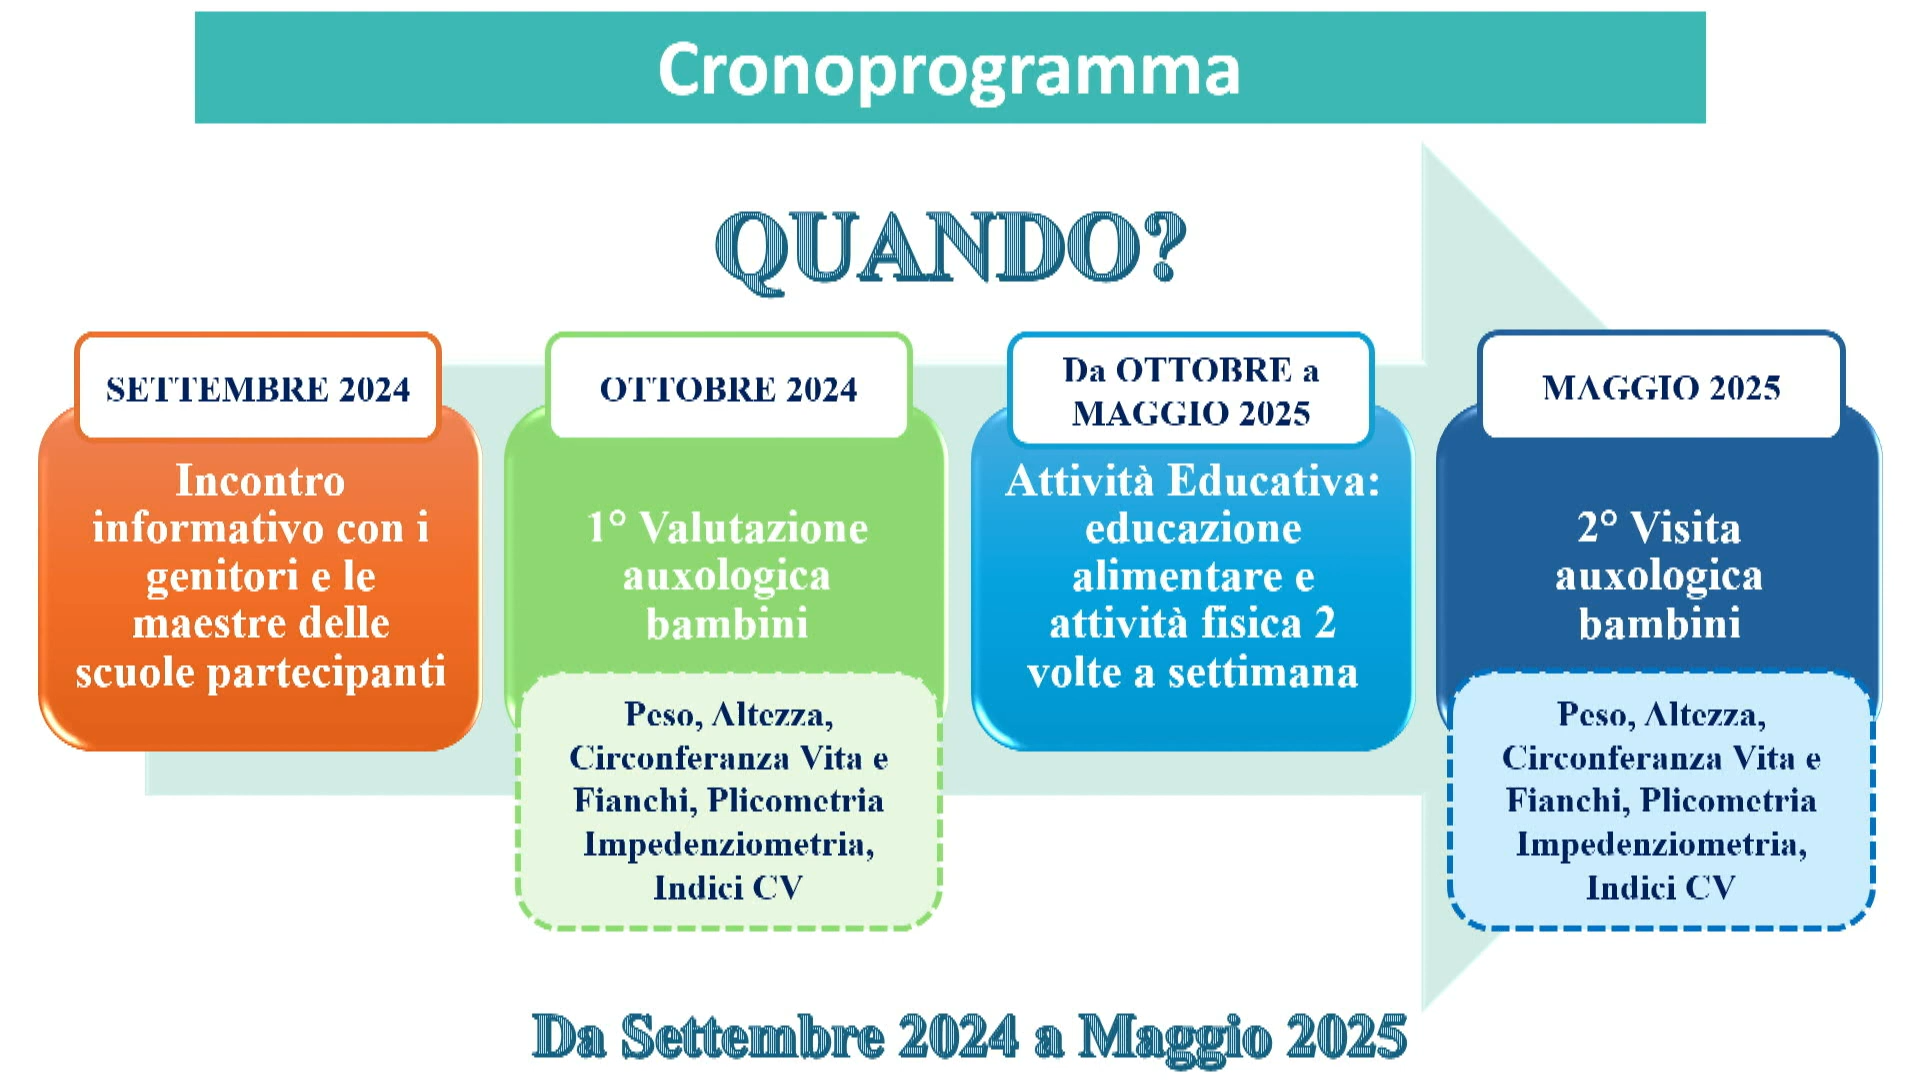 Cronoprogramma
QUANDO?
SETTEMBRE 2024
Incontro
informativo con i
genitori e le
maestre delle
scuole partecipanti
OTTOBRE 2024
1° Valutazione
auxologica
bambini
Peso, Altezza,
Circonferanza Vita e
Fianchi, Plicometria
Impedenziometria,
Indici CV
Da OTTOBRE a
MAGGIO 2025
Attività Educativa:
educazione
alimentare e
attività fisica 2
volte a settimana
MAGGIO 2025
2° Visita
auxologica
bambini
Peso, Altezza,
Circonferanza Vita e
Fianchi, Plicometria
Impedenziometria,
Indici CV
Da Settembre 2024 a Maggio 2025